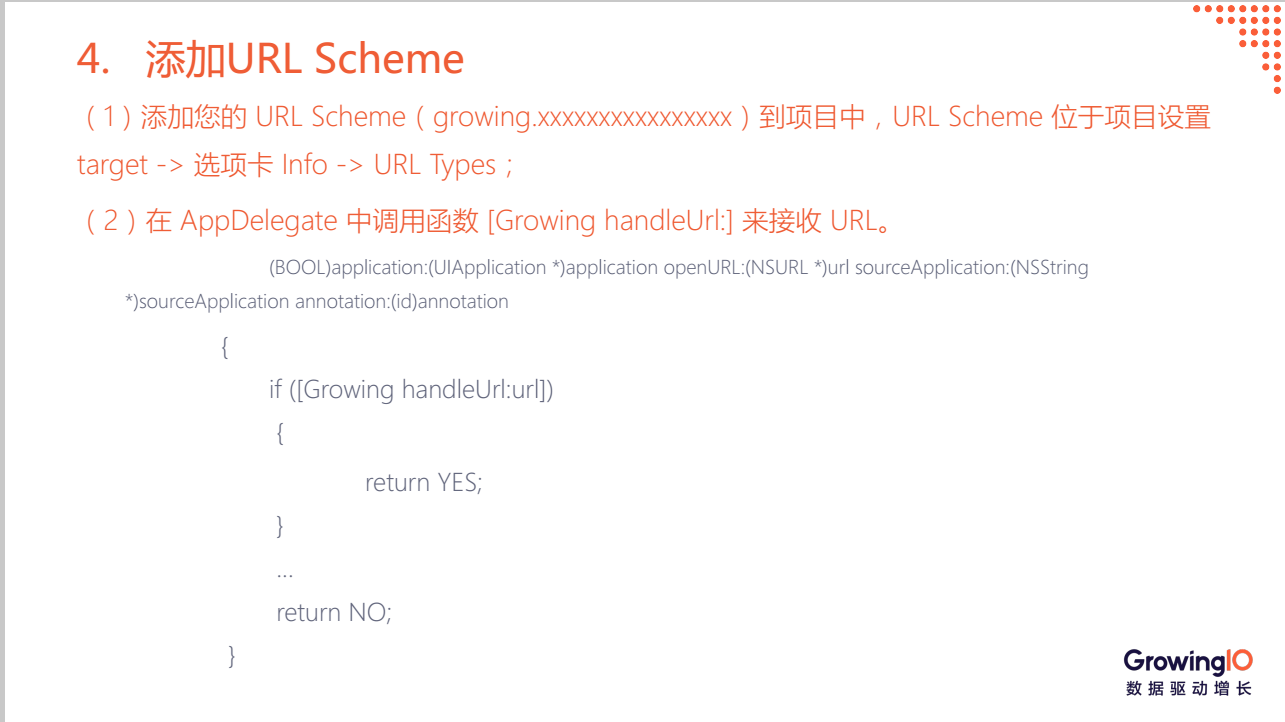 4. 添加URL Scheme
（1）添加您的 URL Scheme（growing.xxxxxxxxxxxxxxxx）到项目中，URL Scheme 位于项目设置
target -> 选项卡 Info -> URL Types；
（2）在 AppDelegate 中调用函数 [Growing handleUrl:] 来接收 URL。
(BOOL)application:(UIApplication *)application openURL:(NSURL *)url sourceApplication:(NSString
*)sourceApplication annotation:(id)annotation
{
if ([Growing handleUrl:url])
{
return YES;
}
...
return NO;
}
GrowingIO
数据驱动增长